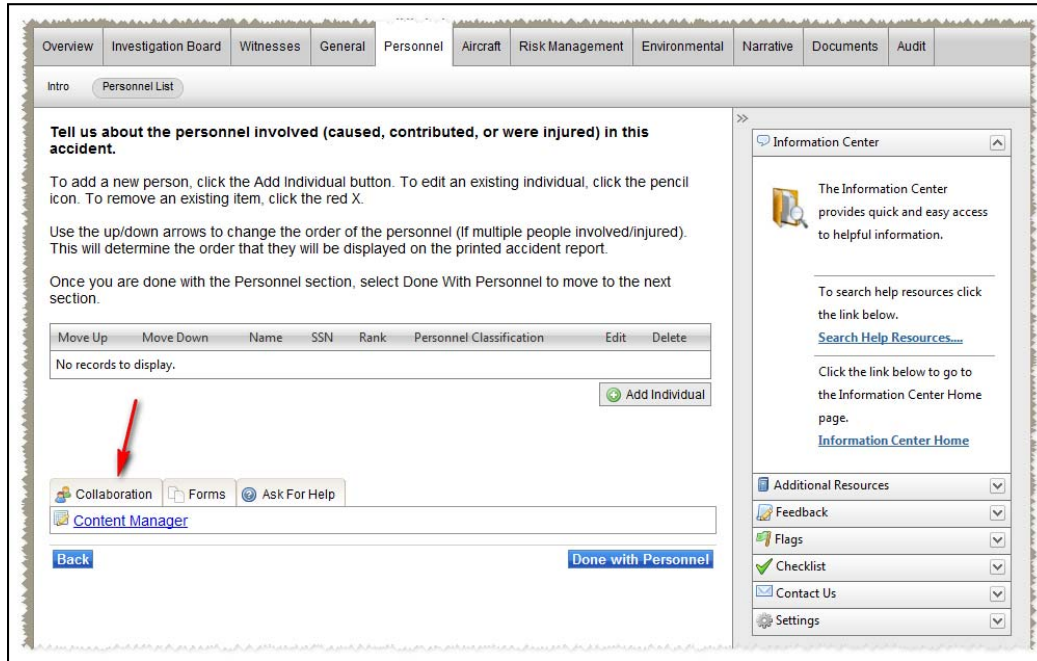 Overview Investigation Board Witnesses General Personnel Aircraft Risk Management Environmental Narrative Documents Audit
Intro Personnel List
Tell us about the personnel involved (caused, contributed, or were injured) in this
accident.
To add a new person, click the Add Individual button. To edit an existing individual, click the pencil
icon. To remove an existing item, click the red X.
Use the up/down arrows to change the order of the personnel (If multiple people involved/injured).
This will determine the order that they will be displayed on the printed accident report.
Once you are done with the Personnel section, select Done With Personnel to move to the next
section.
Move Up Move Down Name SSN Rank Personnel Classification Edit Delete
No records to display.
Add Individual
Collaboration Forms Ask For Help
Content Manager
Back Done with Personnel
Information Center
The Information Center
provides quick and easy access
to helpful information.
To search help resources click
the link below.
Search Help Resources....
Click the link below to go to
the Information Center Home
page.
Information Center Home
Additional Resources
Feedback
Flags
Checklist
Contact Us
Settings